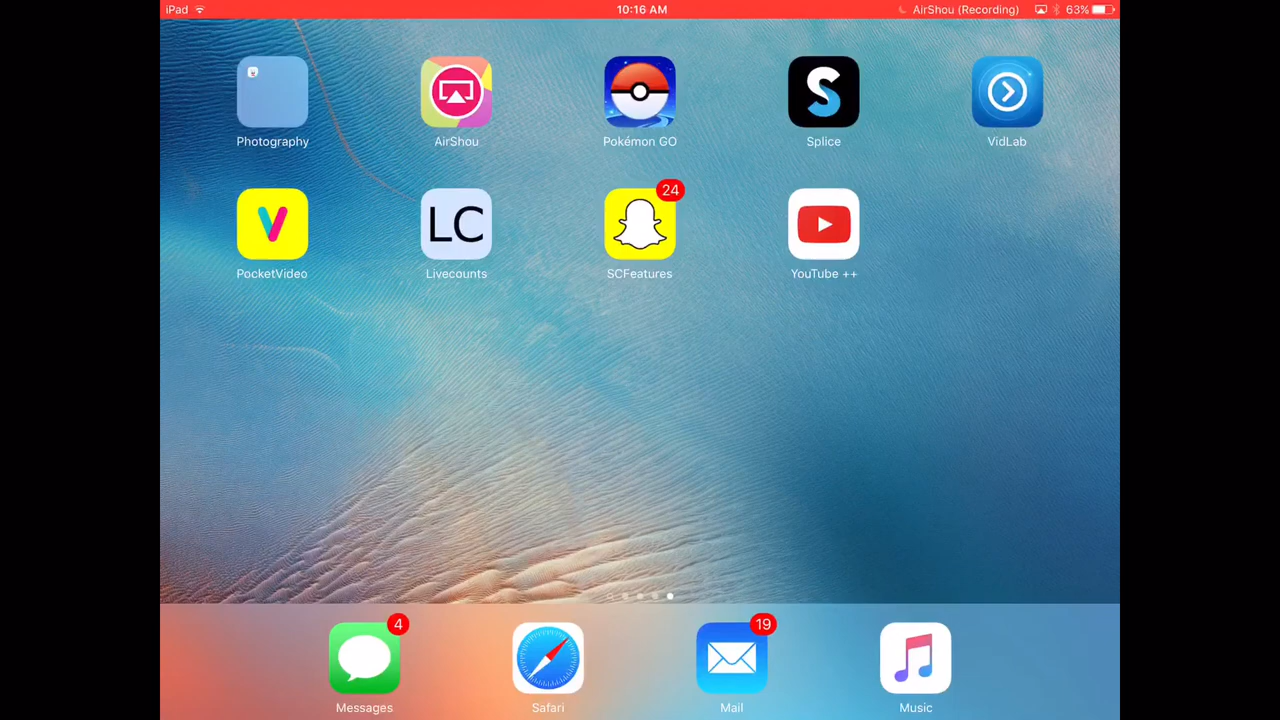 iPad 10:16 AM AirShou (Recording) 63%
Photography AirShou Pokémon GO Splice VidLab
24
LC
PocketVideo Livecounts SCFeatures YouTube ++
4 19
Messages Safari Mail Music